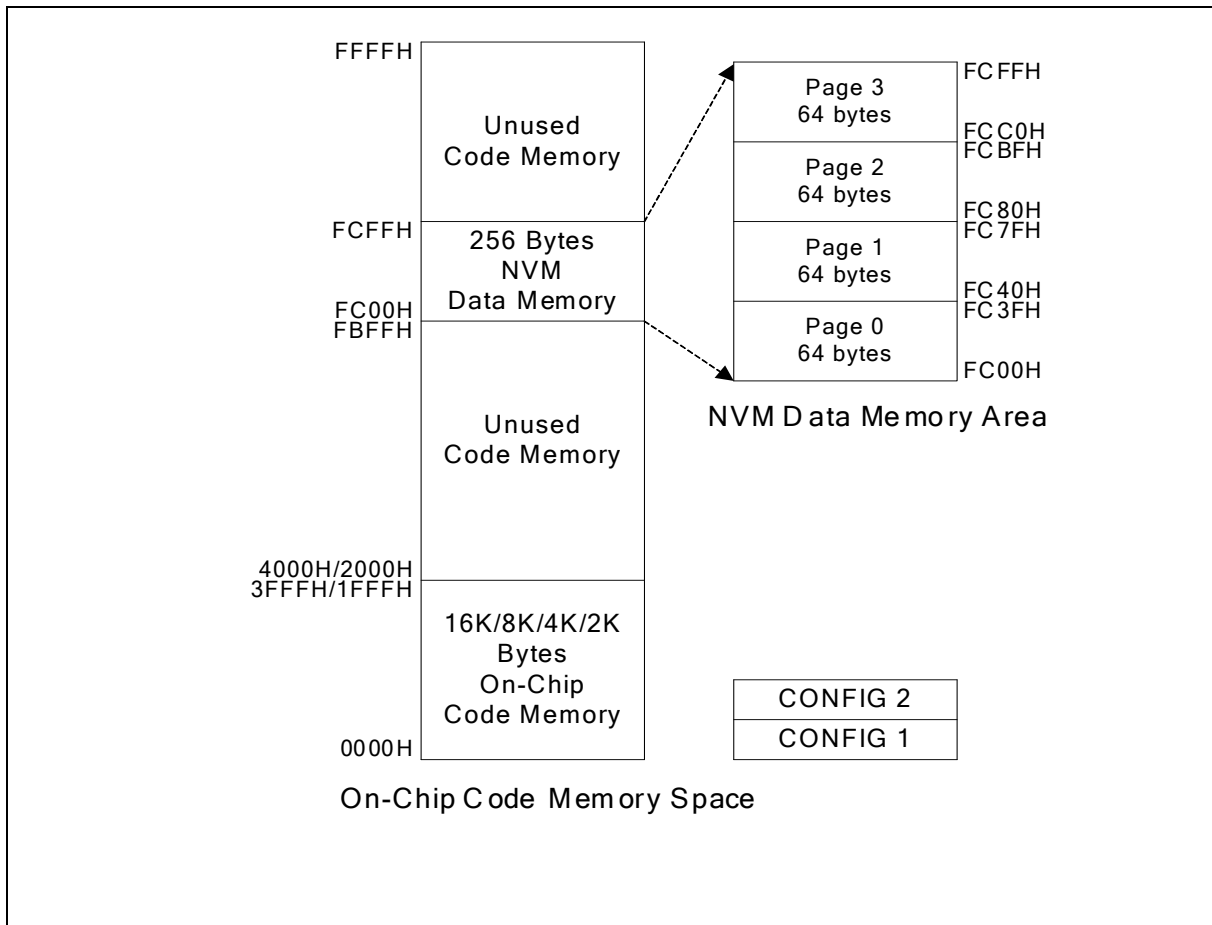 FFFFH
Unused
Code Memory
FCFFH
256 Bytes
NVM
Data Memory
FC00H
FBFFH
Unused
Code Memory
4000H/2000H
3FFFH/1FFFH
16K/8K/4K/2K
Bytes
On-Chip
Code Memory
0000H
On-Chip Code Memory Space
FCFFH
Page 3
64 bytes
FCC0H
FCBFH
Page 2
64 bytes
FC80H
FC7FH
Page 1
64 bytes
FC40H
FC3FH
Page 0
64 bytes
FC00H
NVM Data Memory Area
CONFIG 2
CONFIG 1